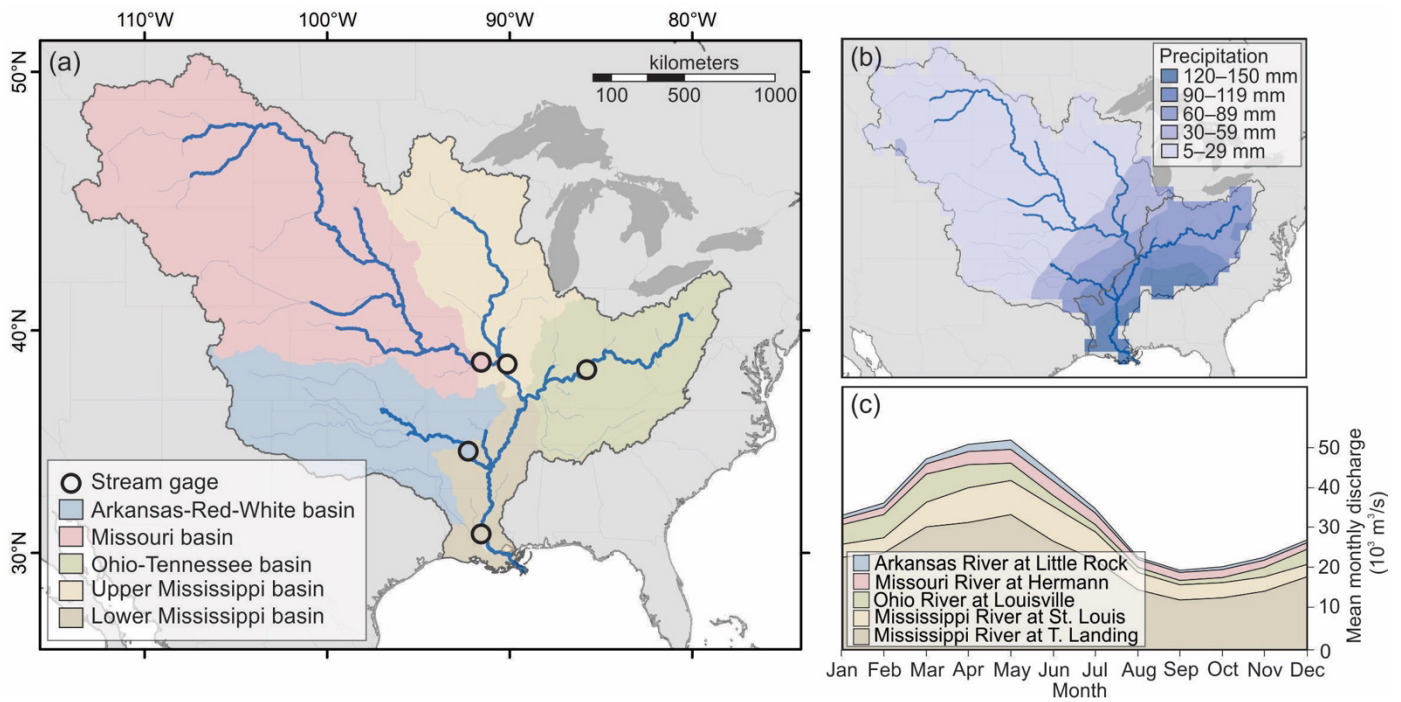 110°W 100°W 90°W 80°W
50°N
40°N
30°N
(a)
kilometers
100 500 1000
Stream gage
Arkansas-Red-White basin
Missouri basin
Ohio-Tennessee basin
Upper Mississippi basin
Lower Mississippi basin
(b)
Precipitation
120–150 mm
90–119 mm
60–89 mm
30–59 mm
5–29 mm
(c)
50
40
30
20
10
0
Mean monthly discharge
(10³ m³/s)
Arkansas River at Little Rock
Missouri River at Hermann
Ohio River at Louisville
Mississippi River at St. Louis
Mississippi River at T. Landing
Jan Feb Mar Apr May Jun Jul Aug Sep Oct Nov Dec
Month